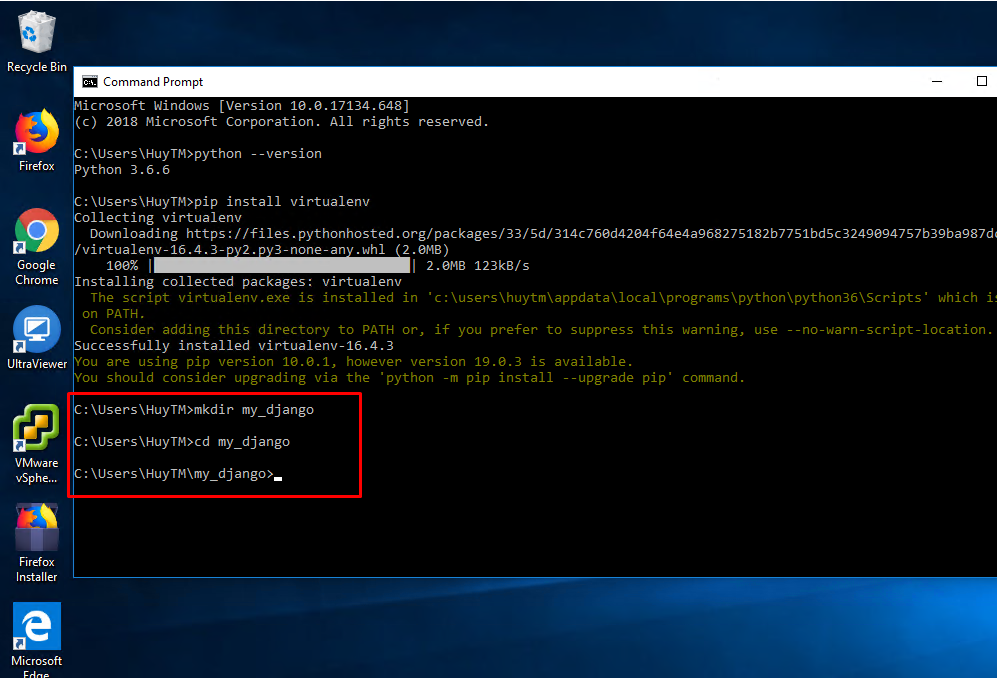 Recycle Bin
Firefox
Google
Chrome
UltraViewer
VMware
vSphe...
Firefox
Installer
Microsoft
Edge
Command Prompt
Microsoft Windows [Version 10.0.17134.648]
(c) 2018 Microsoft Corporation. All rights reserved.
C:\Users\HuyTM>python --version
Python 3.6.6
C:\Users\HuyTM>pip install virtualenv
Collecting virtualenv
Downloading https://files.pythonhosted.org/packages/33/5d/314c760d4204f64e4a968275182b7751bd5c3249094757b39ba987dc
/virtualenv-16.4.3-py2.py3-none-any.whl (2.0MB)
100% || 2.0MB 123kB/s
Installing collected packages: virtualenv
The script virtualenv.exe is installed in 'c:\users\huytm\appdata\local\programs\python\python36\Scripts' which is
on PATH.
Consider adding this directory to PATH or, if you prefer to suppress this warning, use --no-warn-script-location.
Successfully installed virtualenv-16.4.3
You are using pip version 10.0.1, however version 19.0.3 is available.
You should consider upgrading via the 'python -m pip install --upgrade pip' command.
C:\Users\HuyTM>mkdir my_django
C:\Users\HuyTM>cd my_django
C:\Users\HuyTM\my_django>